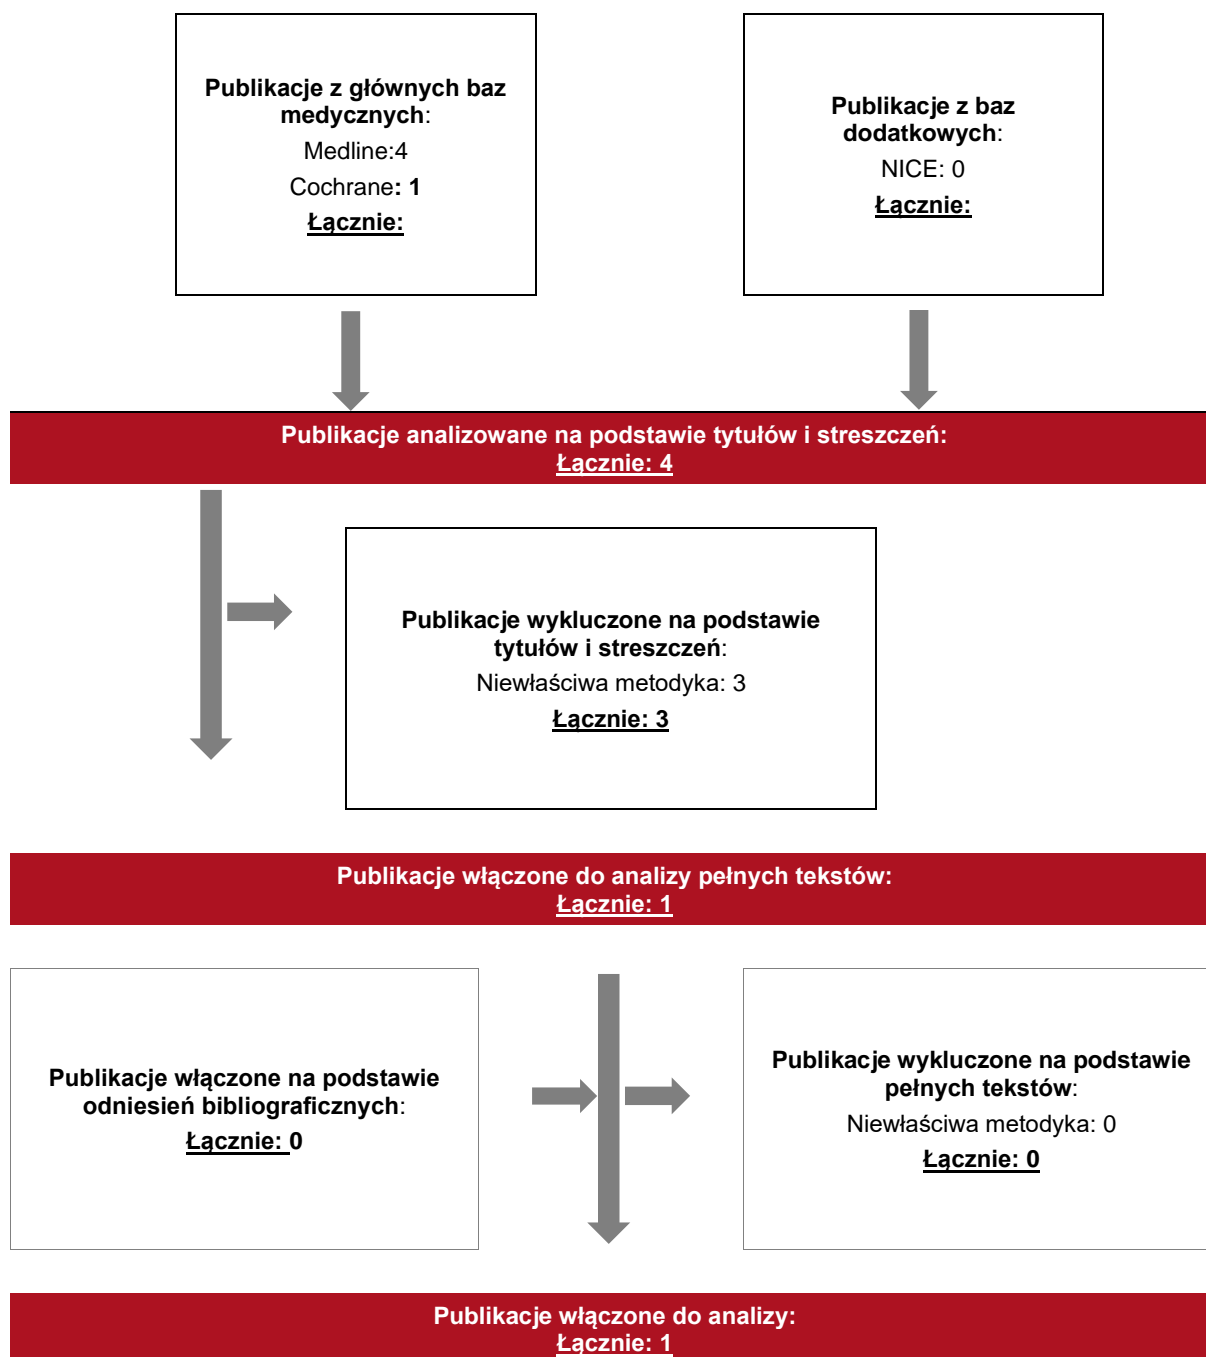 Publikacje z głównych baz
medycznych:
Medline:4
Cochrane: 1
Łącznie:
Publikacje z baz
dodatkowych:
NICE: 0
Łącznie:
Publikacje analizowane na podstawie tytułów i streszczeń:
Łącznie: 4
Publikacje wykluczone na podstawie
tytułów i streszczeń:
Niewłaściwa metodyka: 3
Łącznie: 3
Publikacje włączone do analizy pełnych tekstów:
Łącznie: 1
Publikacje włączone na podstawie
odniesień bibliograficznych:
Łącznie: 0
Publikacje wykluczone na podstawie
pełnych tekstów:
Niewłaściwa metodyka: 0
Łącznie: 0
Publikacje włączone do analizy:
Łącznie: 1